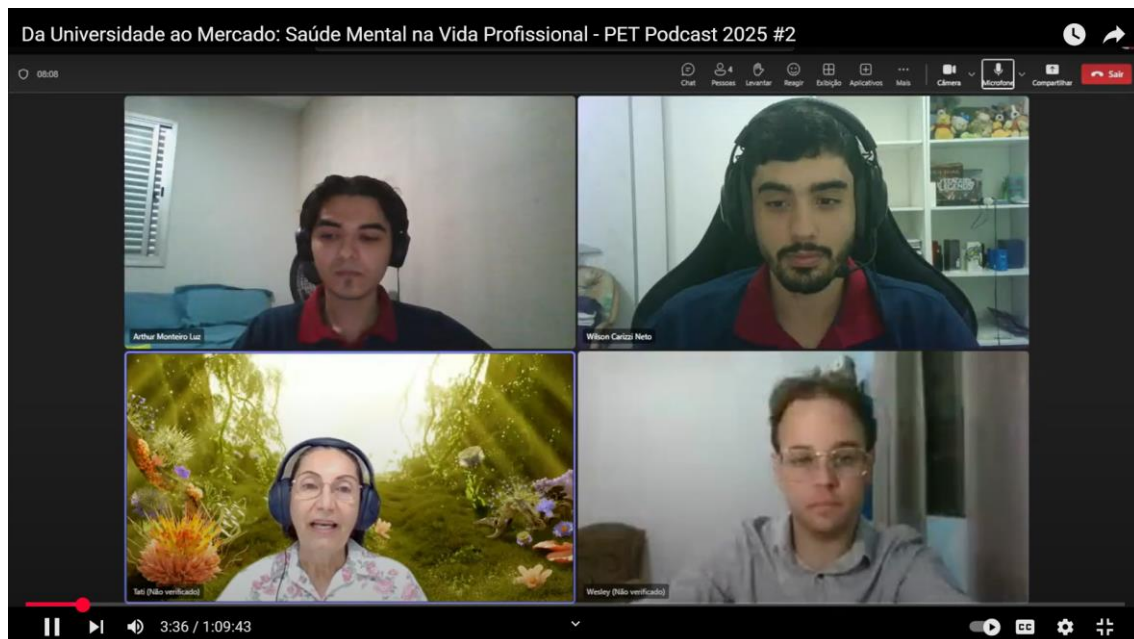 Da Universidade ao Mercado: Saúde Mental na Vida Profissional - PET Podcast 2025 #2
08:08
Chat
Pessoas
4
Levantar
Reagir
Exibição
Aplicativos
Mais
Câmera
Microfone
Compartilhar
Sair
Arthur Monteiro Luz
Wilson Carizzi Neto
Tati (Não verificado)
Wesley (Não verificado)
3:36 / 1:09:43
CC